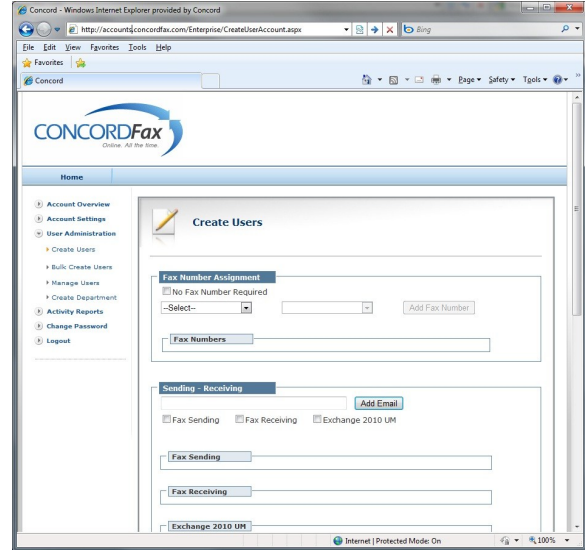 Concord - Windows Internet Explorer provided by Concord
http://accounts.concordfax.com/Enterprise/CreateUserAccount.aspx
Bing
File Edit View Favorites Tools Help
Favorites
Concord
Page Safety Tools
CONCORDFax
Online. All the time.
Home
Account Overview
Account Settings
User Administration
Create Users
Bulk Create Users
Manage Users
Create Department
Activity Reports
Change Password
Logout
Create Users
Fax Number Assignment
No Fax Number Required
--Select--
Add Fax Number
Fax Numbers
Sending - Receiving
Add Email
Fax Sending Fax Receiving Exchange 2010 UM
Fax Sending
Fax Receiving
Exchange 2010 UM
Internet | Protected Mode: On
100%